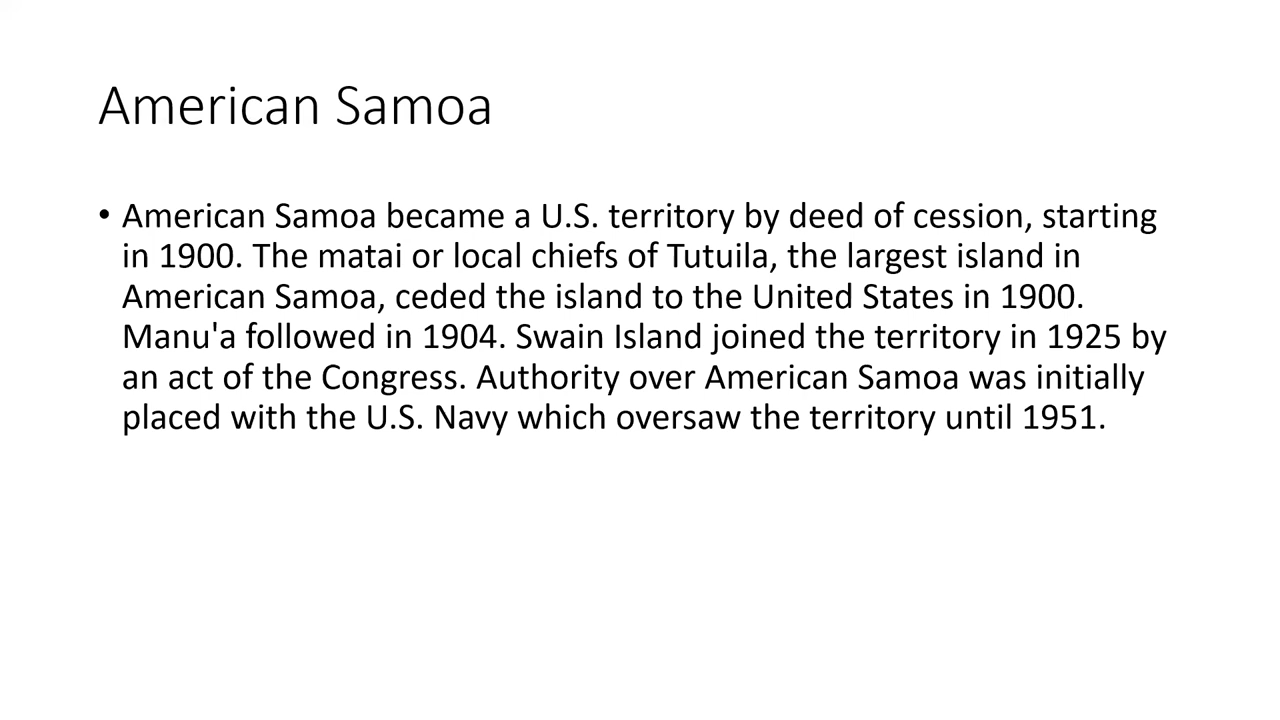 American Samoa
• American Samoa became a U.S. territory by deed of cession, starting
in 1900. The matai or local chiefs of Tutuila, the largest island in
American Samoa, ceded the island to the United States in 1900.
Manu'a followed in 1904. Swain Island joined the territory in 1925 by
an act of the Congress. Authority over American Samoa was initially
placed with the U.S. Navy which oversaw the territory until 1951.